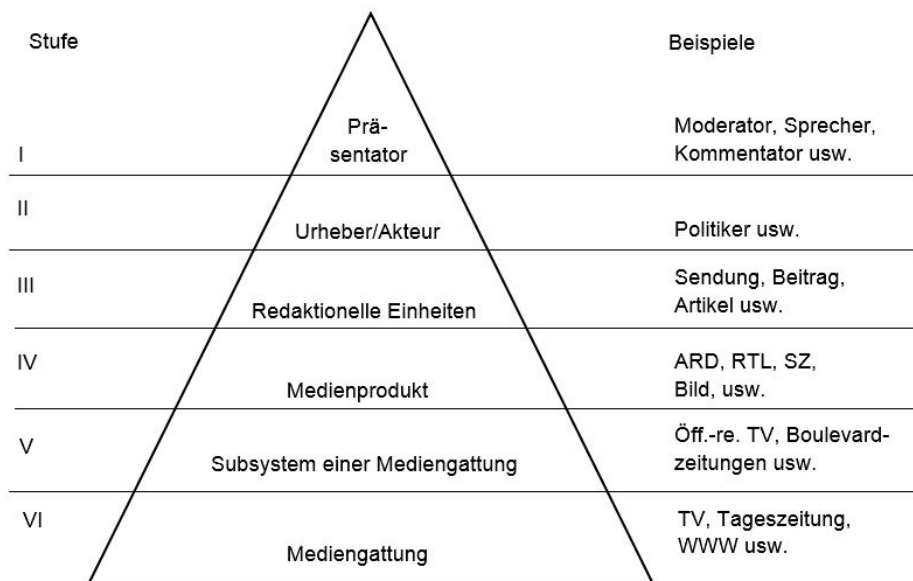 Stufe
Beispiele
Prä-
sentator
Moderator, Sprecher,
Kommentator usw.
I
II
Urheber/Akteur
Politiker usw.
III
Redaktionelle Einheiten
Sendung, Beitrag,
Artikel usw.
IV
Medienprodukt
ARD, RTL, SZ,
Bild, usw.
V
Subsystem einer Mediengattung
Öff.-re. TV, Boulevard-
zeitungen usw.
VI
Mediengattung
TV, Tageszeitung,
WWW usw.